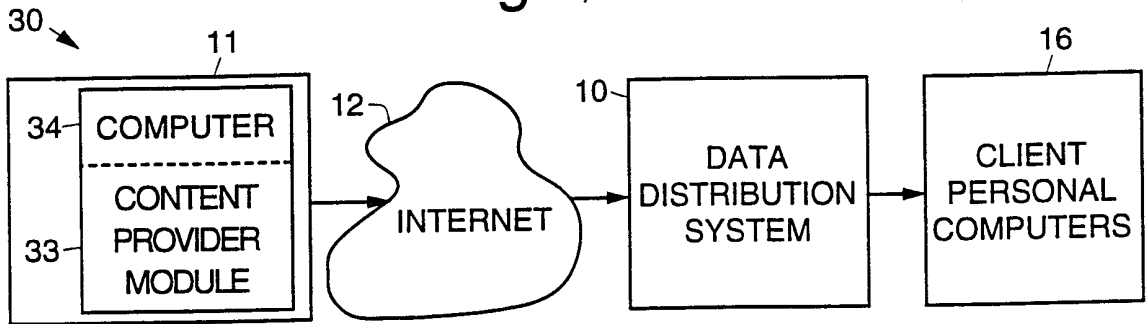 30
11
34
COMPUTER
33
CONTENT
PROVIDER
MODULE
12
INTERNET
10
DATA
DISTRIBUTION
SYSTEM
16
CLIENT
PERSONAL
COMPUTERS